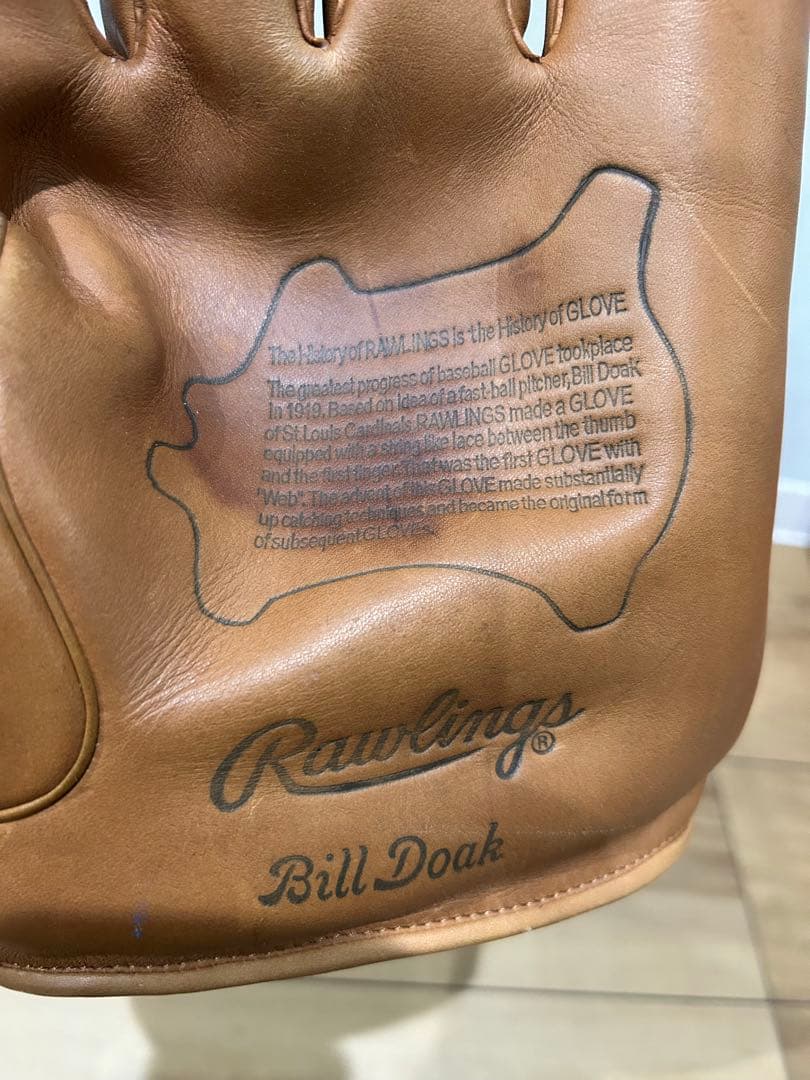 The History of RAWLINGS is the History of GLOVE
The greatest progress of baseball GLOVE tookplace
In 1919. Based on Idea of a fast-ball pitcher, Bill Doak
of St Louis Cardinals RAWLINGS made a GLOVE
equipped with a string like lace between the thumb
and the first finger. That was the first GLOVE with
"Web". The advent of this GLOVE made substantially
up catching techniques, and became the original form
of subsequent GLOVEs.
Rawlings®
Bill Doak